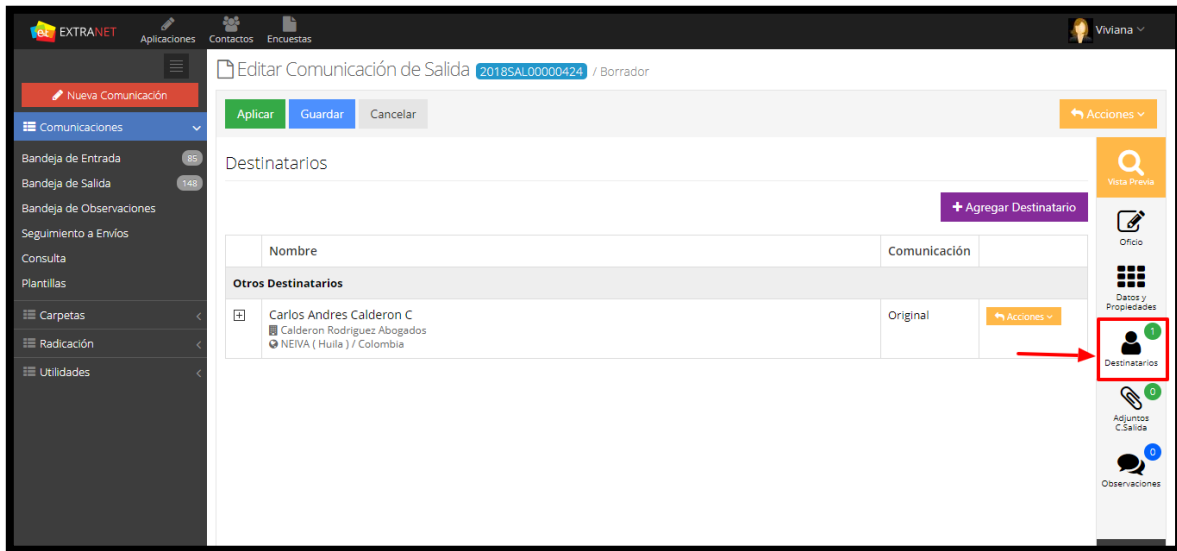 EXTRANET
Aplicaciones
Contactos
Encuestas
Viviana
Nueva Comunicación
Comunicaciones
Bandeja de Entrada 85
Bandeja de Salida 148
Bandeja de Observaciones
Seguimiento a Envíos
Consulta
Plantillas
Carpetas
Radicación
Utilidades
Editar Comunicación de Salida 2018SAL00000424 / Borrador
Aplicar Guardar Cancelar
Acciones
Destinatarios
+ Agregar Destinatario
Nombre Comunicación
Otros Destinatarios
Carlos Andres Calderon C Original Acciones
Calderon Rodriguez Abogados
NEIVA ( Huila ) / Colombia
Vista Previa
Oficio
Datos y
Propiedades
1
Destinatarios
0
Adjuntos
C.Salida
0
Observaciones